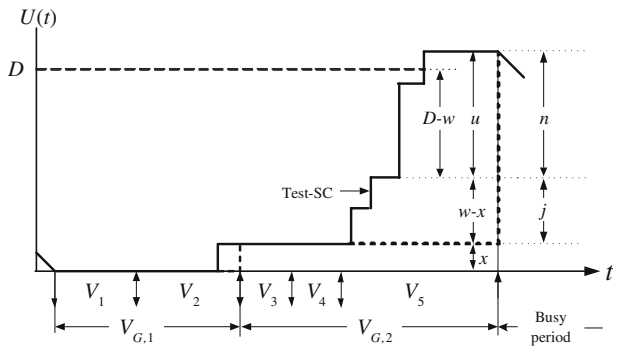 U(t)
D
D-w
u
n
Test-SC
w-x
j
x
t
V1
V2
V3
V4
V5
VG,1
VG,2
Busy
period